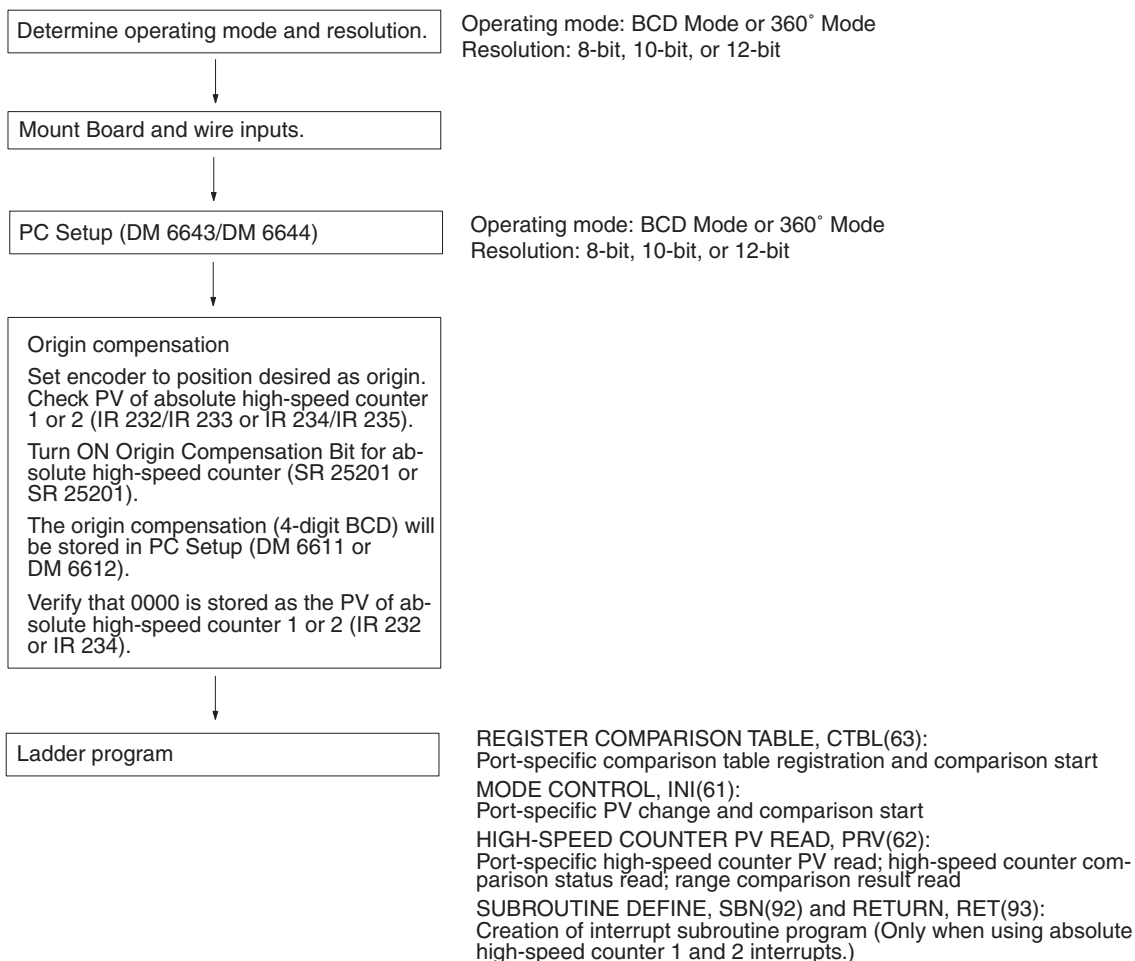 Determine operating mode and resolution.
Operating mode: BCD Mode or 360˚ Mode
Resolution: 8-bit, 10-bit, or 12-bit
Mount Board and wire inputs.
PC Setup (DM 6643/DM 6644)
Operating mode: BCD Mode or 360˚ Mode
Resolution: 8-bit, 10-bit, or 12-bit
Origin compensation
Set encoder to position desired as origin.
Check PV of absolute high-speed counter
1 or 2 (IR 232/IR 233 or IR 234/IR 235).
Turn ON Origin Compensation Bit for ab-
solute high-speed counter (SR 25201 or
SR 25201).
The origin compensation (4-digit BCD) will
be stored in PC Setup (DM 6611 or
DM 6612).
Verify that 0000 is stored as the PV of ab-
solute high-speed counter 1 or 2 (IR 232
or IR 234).
Ladder program
REGISTER COMPARISON TABLE, CTBL(63):
Port-specific comparison table registration and comparison start
MODE CONTROL, INI(61):
Port-specific PV change and comparison start
HIGH-SPEED COUNTER PV READ, PRV(62):
Port-specific high-speed counter PV read; high-speed counter com-
parison status read; range comparison result read
SUBROUTINE DEFINE, SBN(92) and RETURN, RET(93):
Creation of interrupt subroutine program (Only when using absolute
high-speed counter 1 and 2 interrupts.)